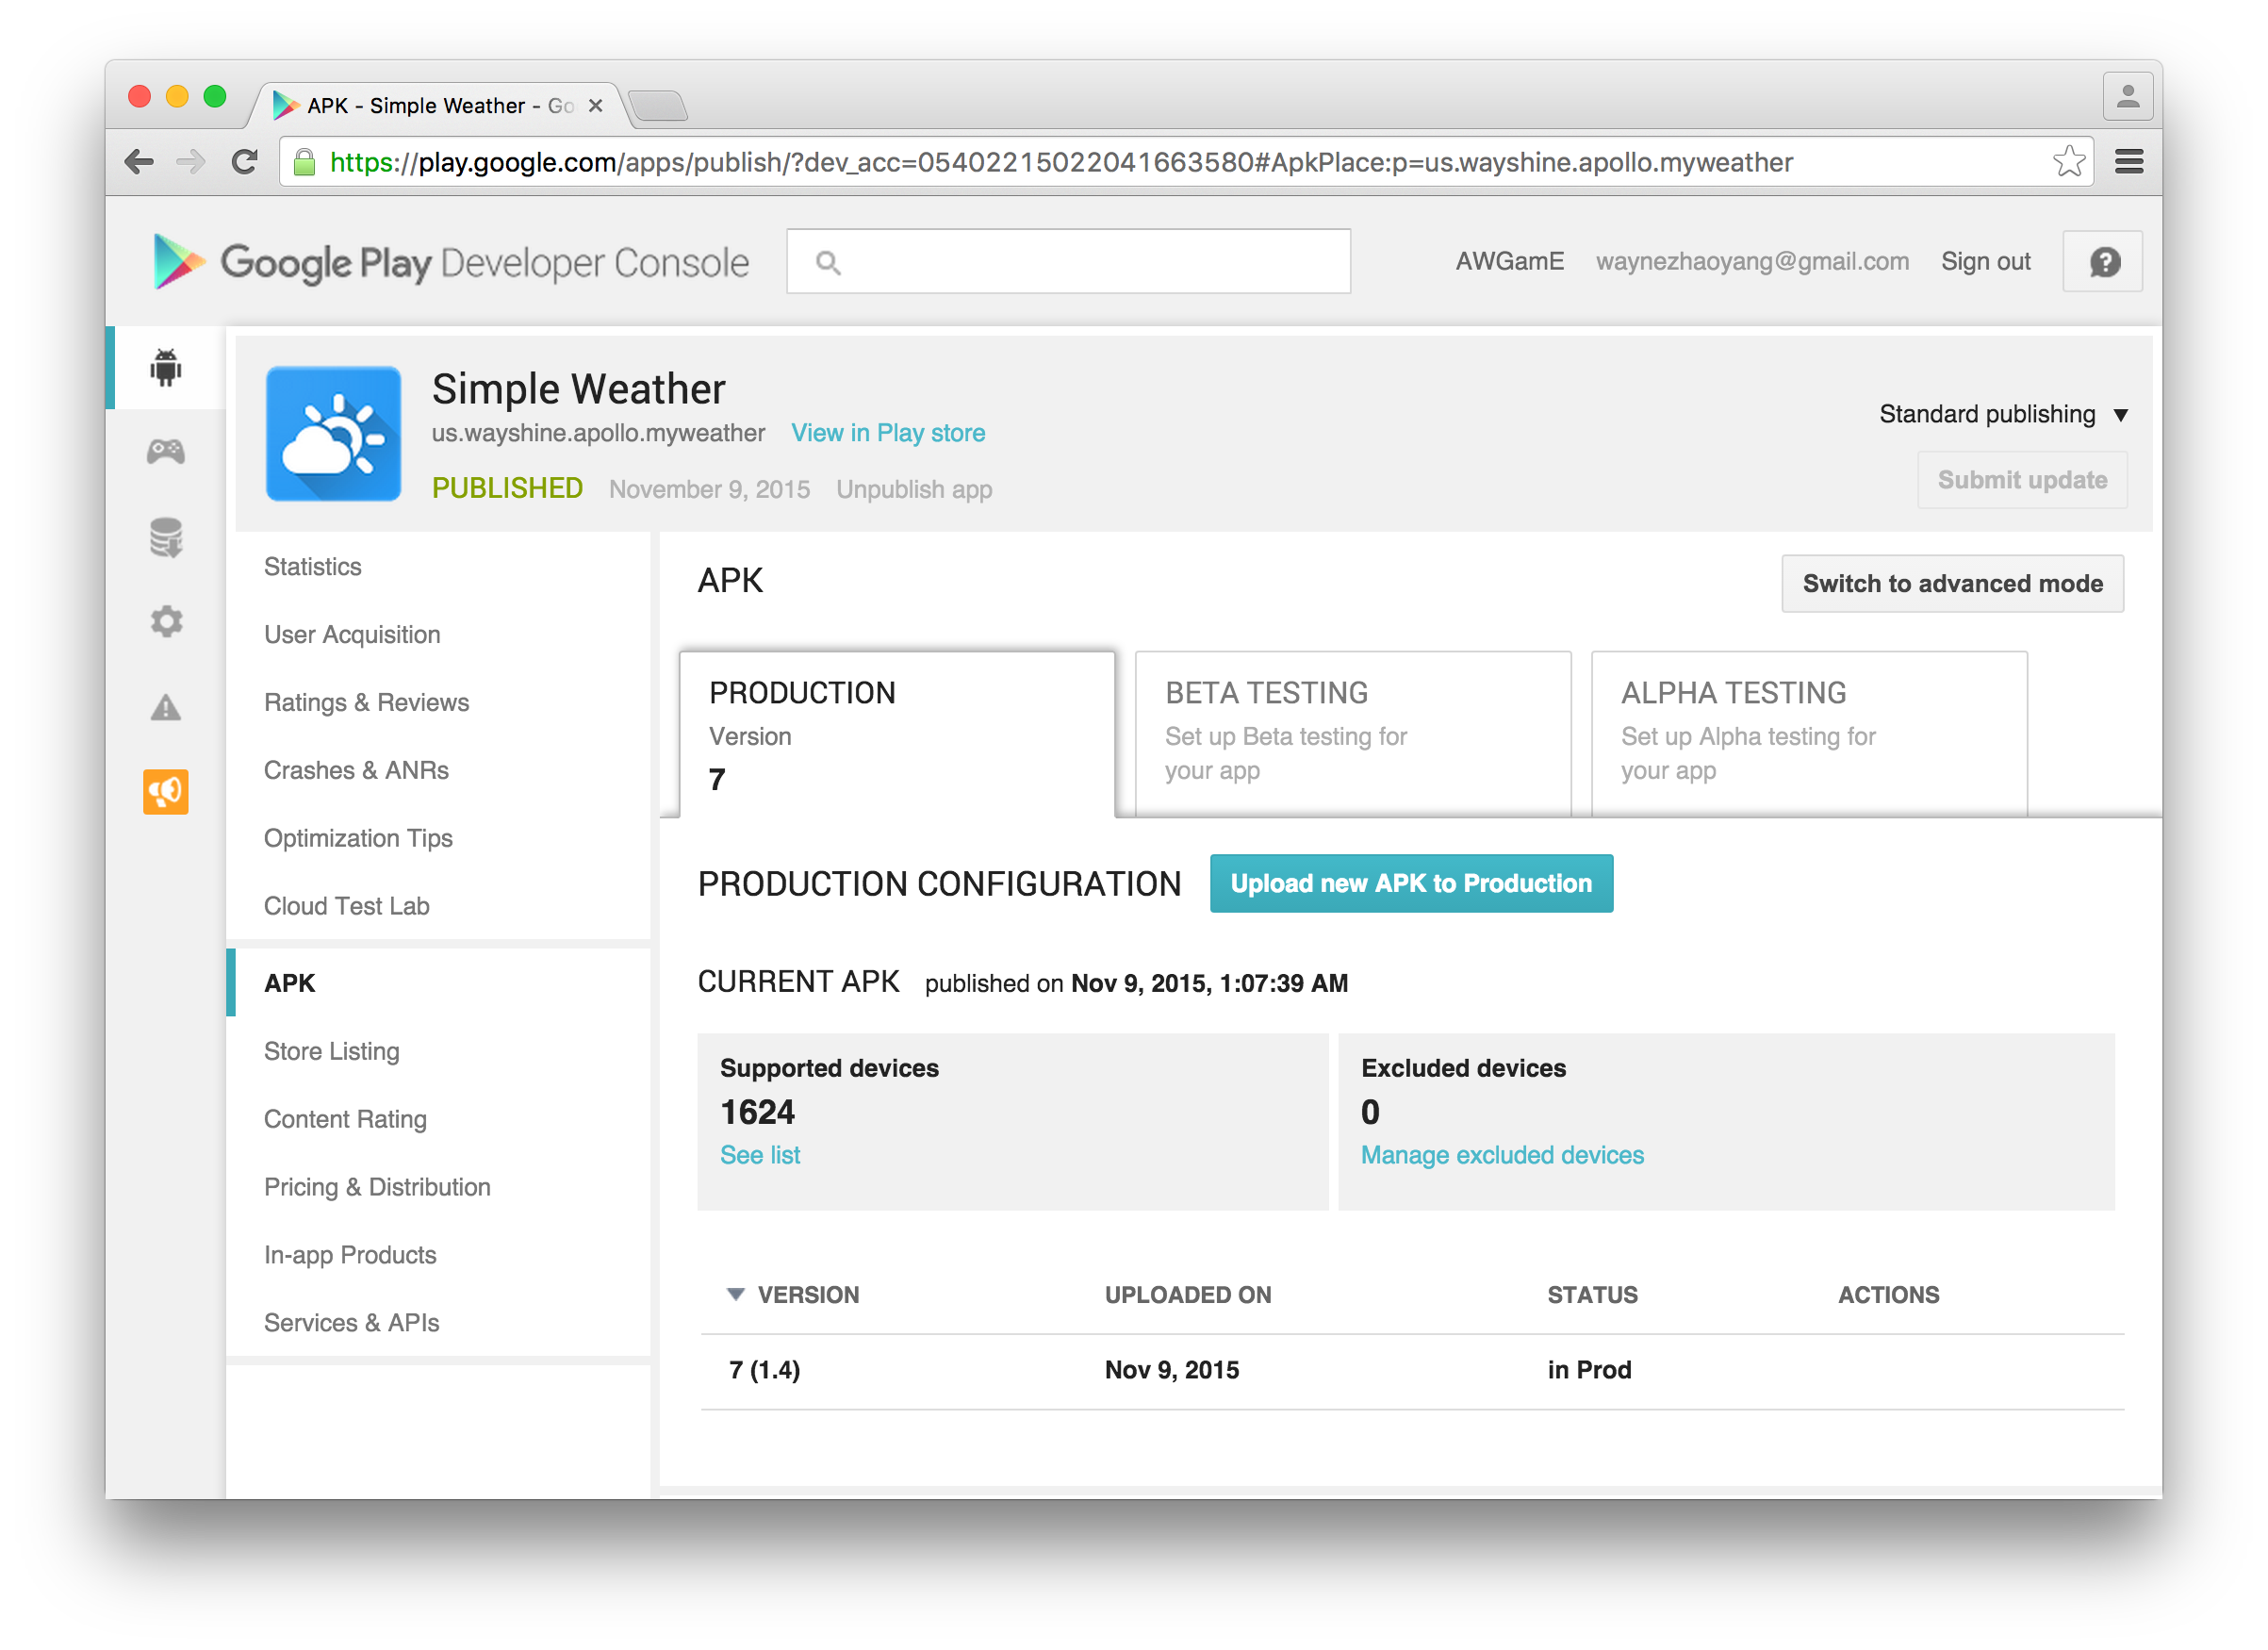 APK - Simple Weather - Go
https://play.google.com/apps/publish/?dev_acc=05402215022041663580#ApkPlace:p=us.wayshine.apollo.myweather
Google Play Developer Console
AWGamE waynezhaoyang@gmail.com Sign out
Simple Weather
us.wayshine.apollo.myweather View in Play store
PUBLISHED November 9, 2015 Unpublish app
Standard publishing
Submit update
Statistics
User Acquisition
Ratings & Reviews
Crashes & ANRs
Optimization Tips
Cloud Test Lab
APK
Store Listing
Content Rating
Pricing & Distribution
In-app Products
Services & APIs
APK
Switch to advanced mode
PRODUCTION
Version
7
BETA TESTING
Set up Beta testing for
your app
ALPHA TESTING
Set up Alpha testing for
your app
PRODUCTION CONFIGURATION Upload new APK to Production
CURRENT APK published on Nov 9, 2015, 1:07:39 AM
Supported devices
1624
See list
Excluded devices
0
Manage excluded devices
VERSION UPLOADED ON STATUS ACTIONS
7 (1.4) Nov 9, 2015 in Prod